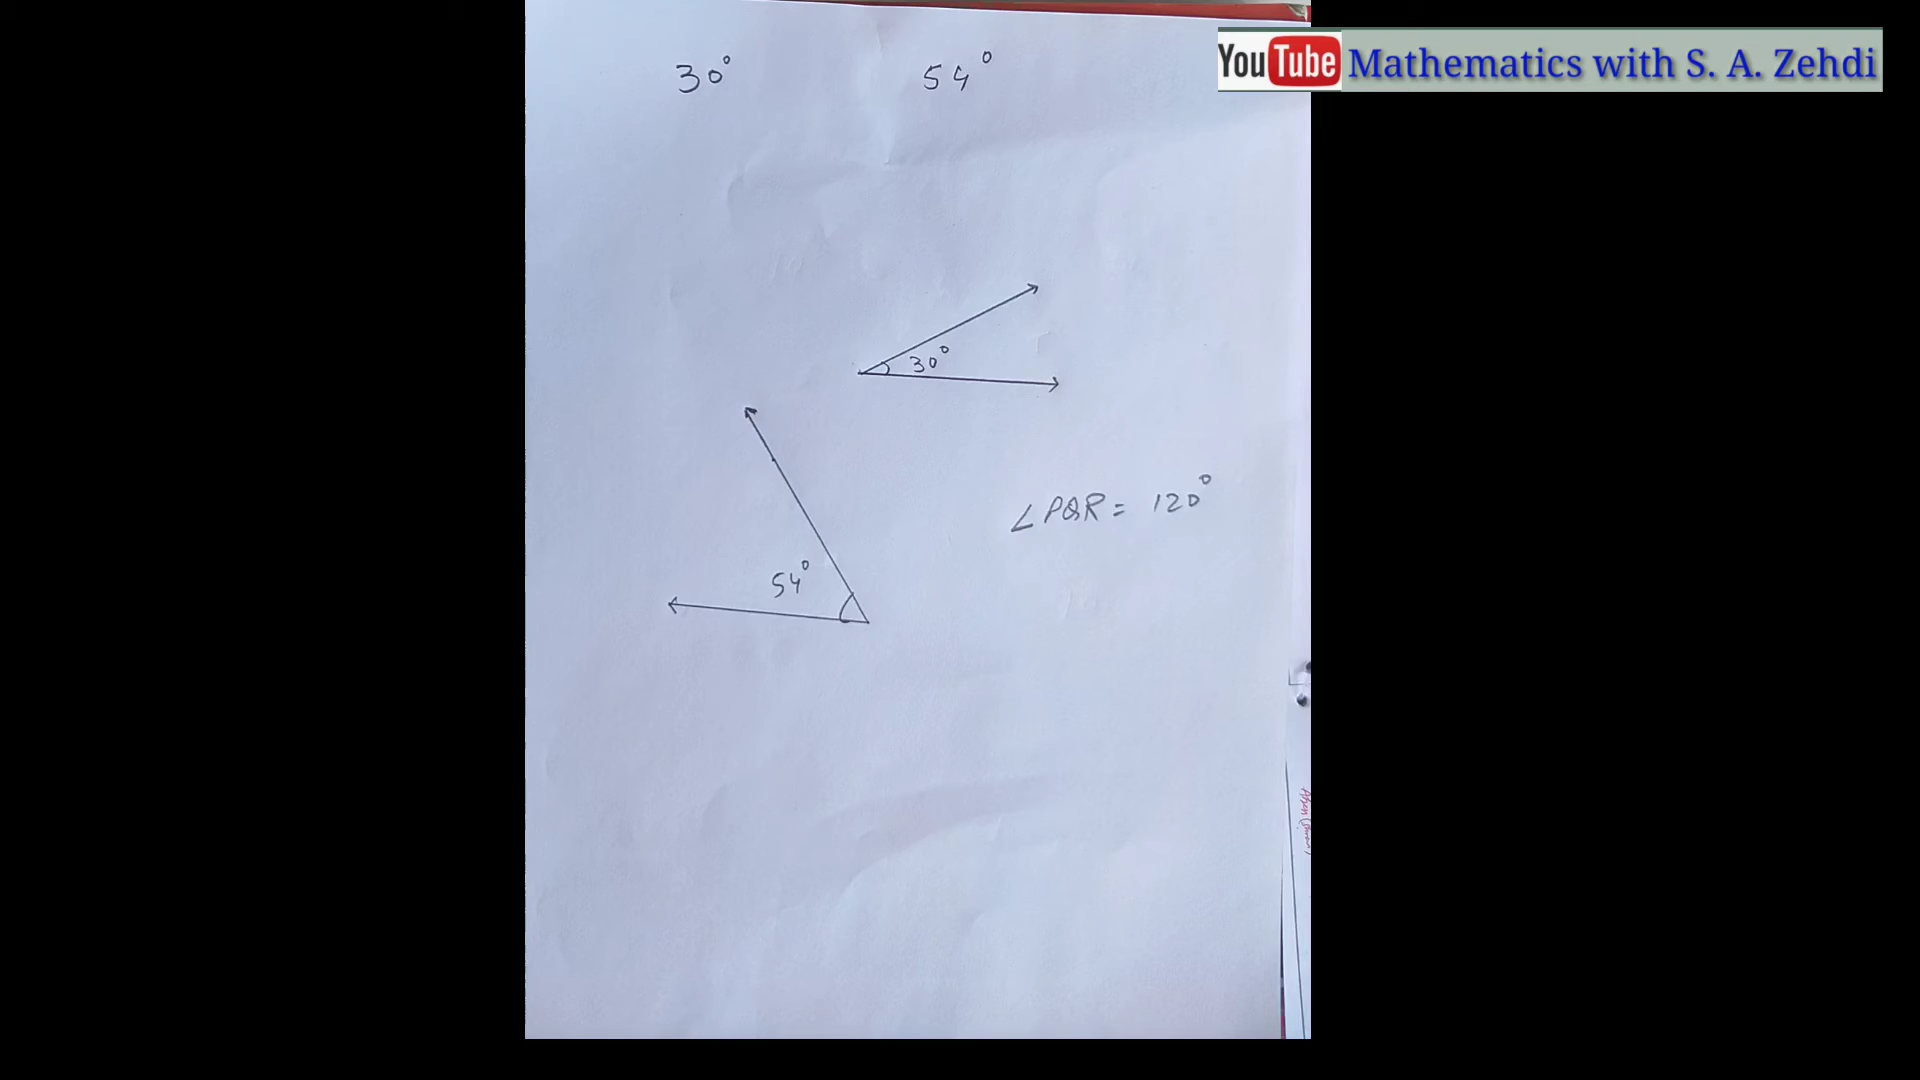 30° 54°
YouTube Mathematics with S. A. Zehdi
30°
∠PQR = 120°
54°